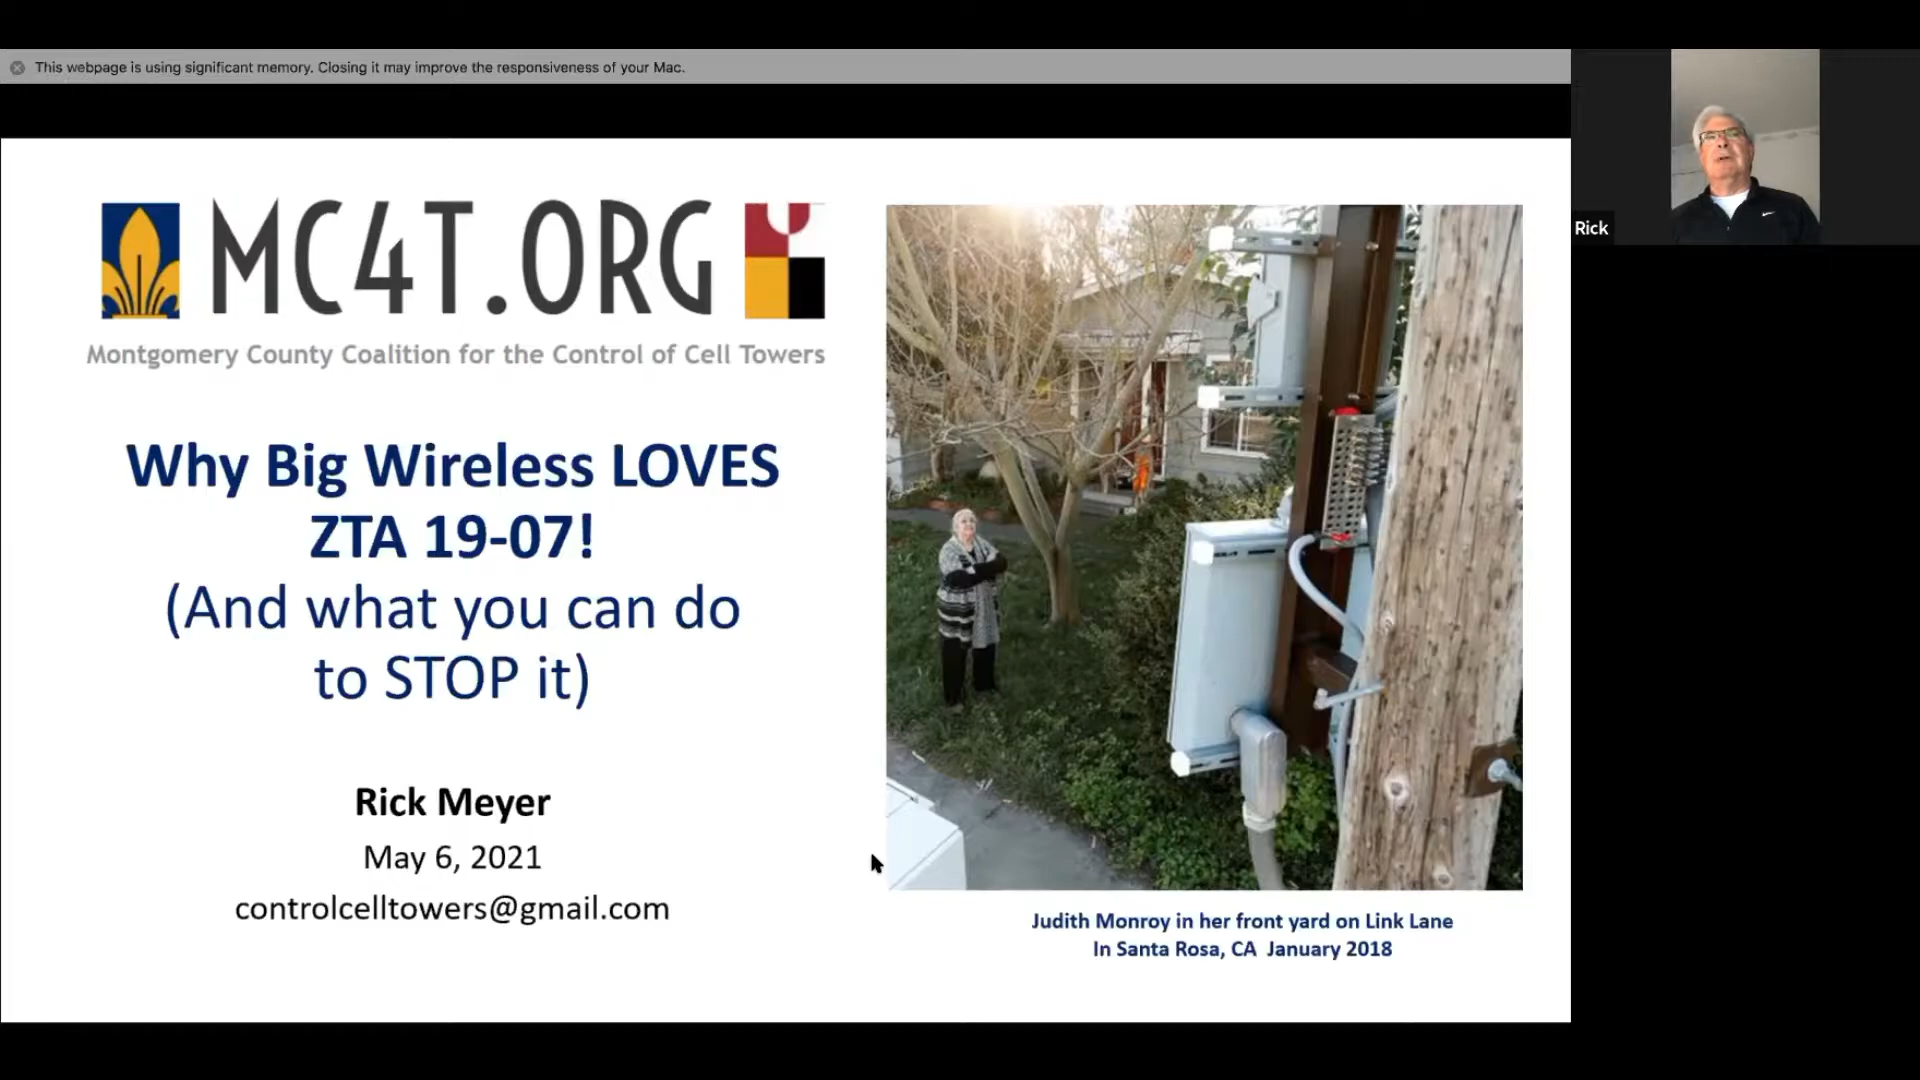 This webpage is using significant memory. Closing it may improve the responsiveness of your Mac.
Rick
MC4T.ORG
Montgomery County Coalition for the Control of Cell Towers
Why Big Wireless LOVES
ZTA 19-07!
(And what you can do
to STOP it)
Rick Meyer
May 6, 2021
controlcelltowers@gmail.com
Judith Monroy in her front yard on Link Lane
In Santa Rosa, CA January 2018